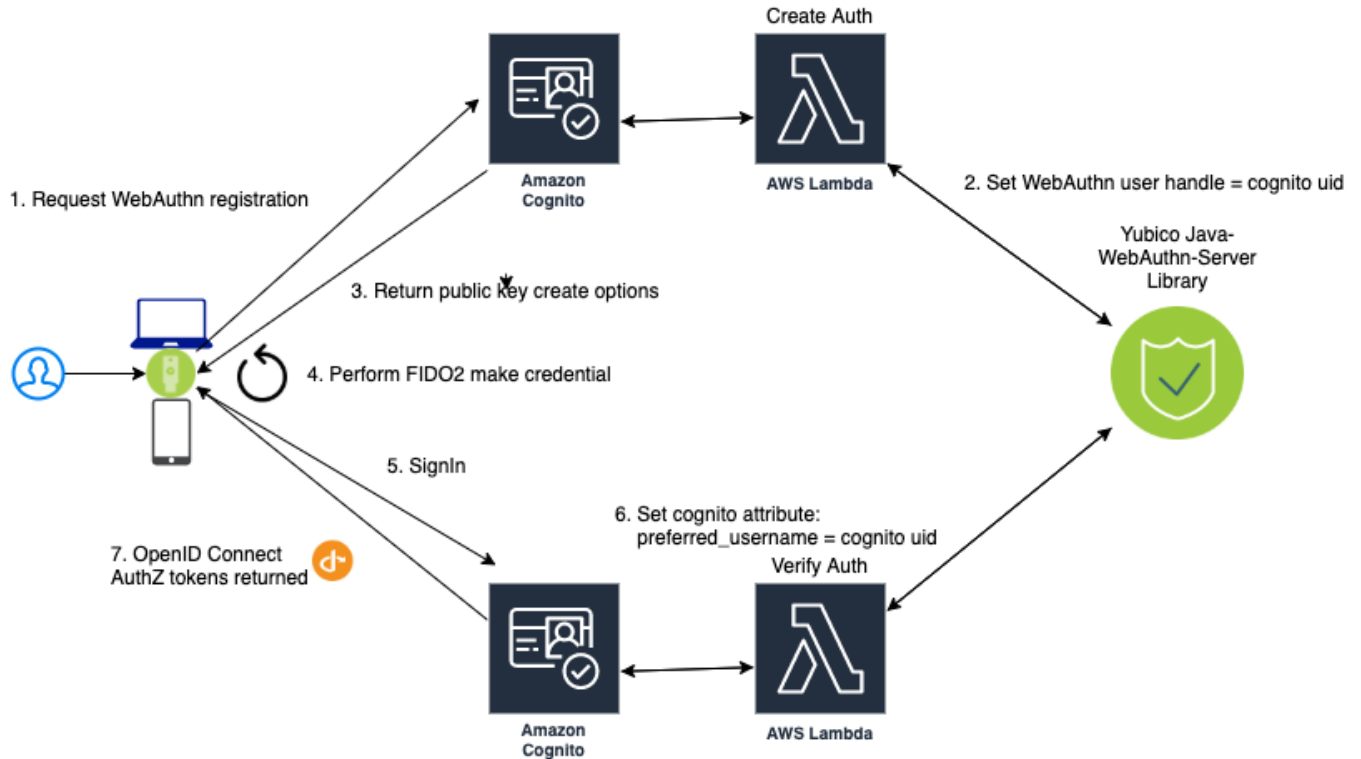 Create Auth
Amazon
Cognito
AWS Lambda
1. Request WebAuthn registration
2. Set WebAuthn user handle = cognito uid
Yubico Java-
WebAuthn-Server
Library
3. Return public key create options
4. Perform FIDO2 make credential
5. SignIn
6. Set cognito attribute:
preferred_username = cognito uid
Verify Auth
7. OpenID Connect
AuthZ tokens returned
Amazon
Cognito
AWS Lambda